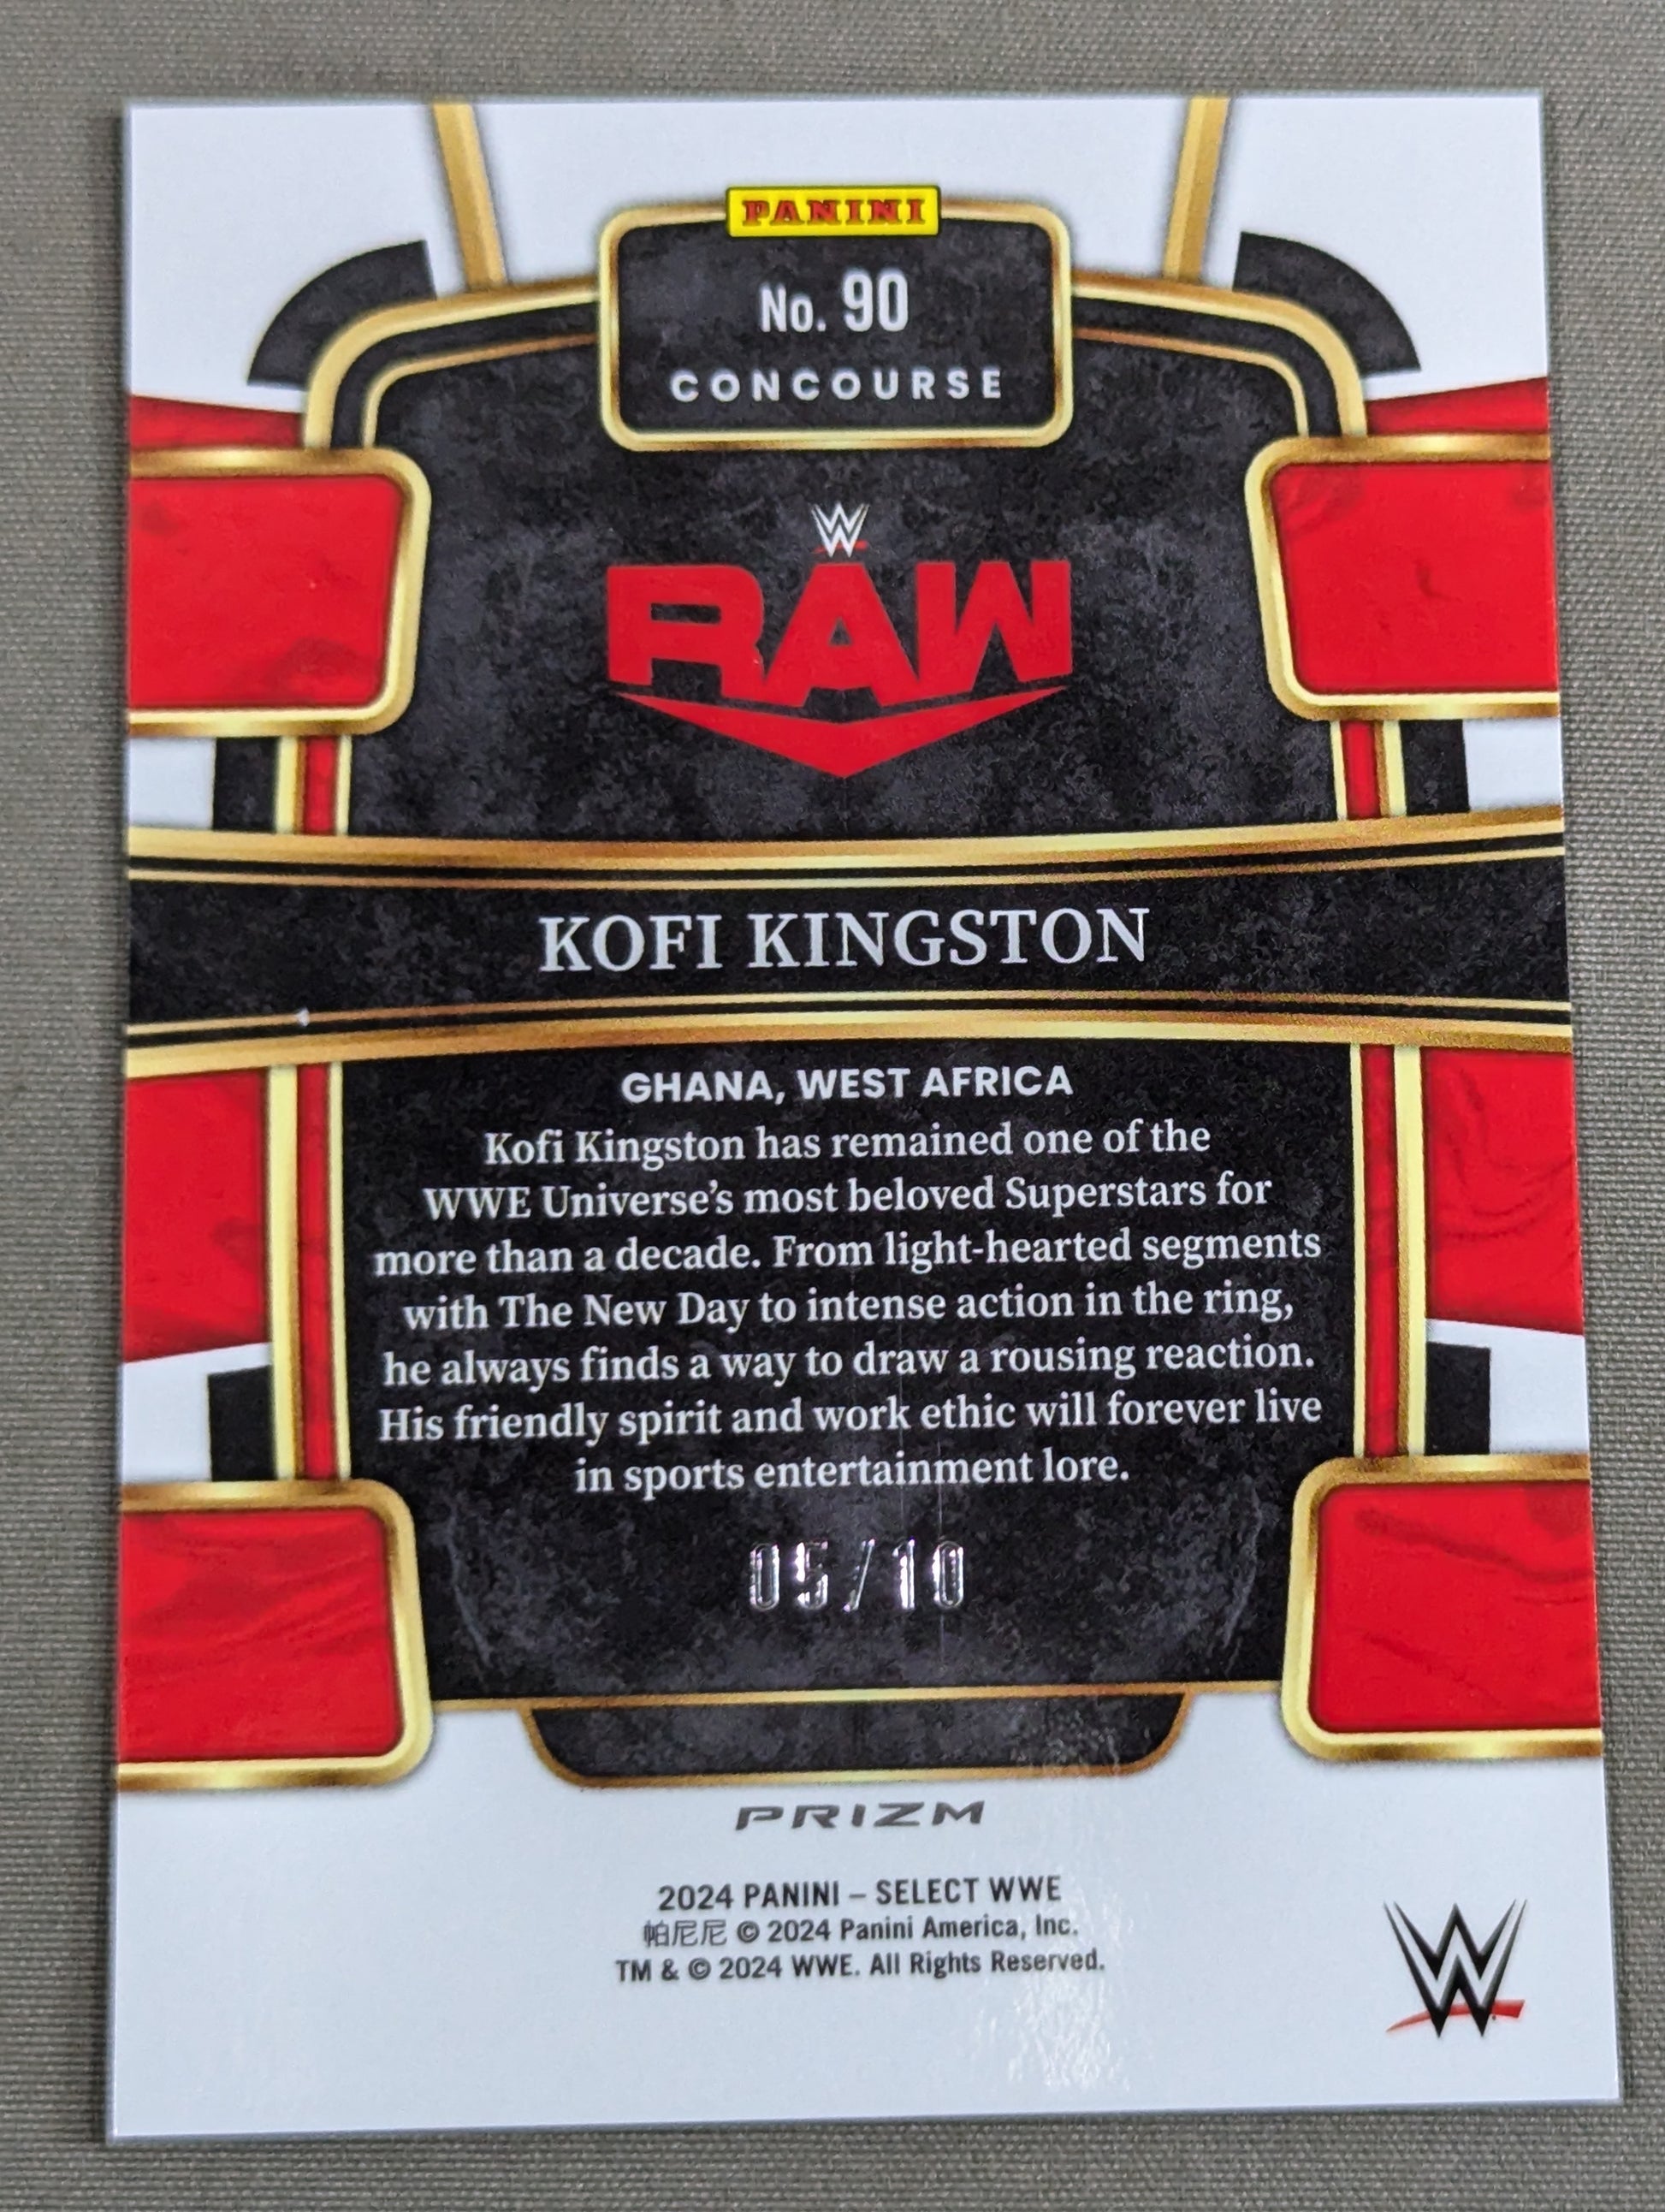 PANINI
No. 90
CONCOURSE
W
RAW
KOFI KINGSTON
GHANA, WEST AFRICA
Kofi Kingston has remained one of the
WWE Universe's most beloved Superstars for
more than a decade. From light-hearted segments
with The New Day to intense action in the ring,
he always finds a way to draw a rousing reaction.
His friendly spirit and work ethic will forever live
in sports entertainment lore.
05/10
PRIZM
2024 PANINI – SELECT WWE
帕尼尼 © 2024 Panini America, Inc.
TM & © 2024 WWE. All Rights Reserved.
W